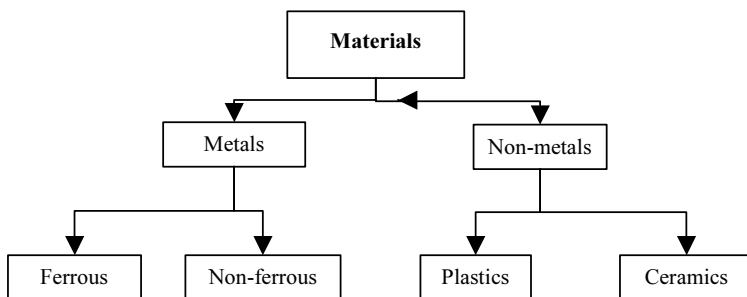 Materials
Metals
Non-metals
Ferrous
Non-ferrous
Plastics
Ceramics